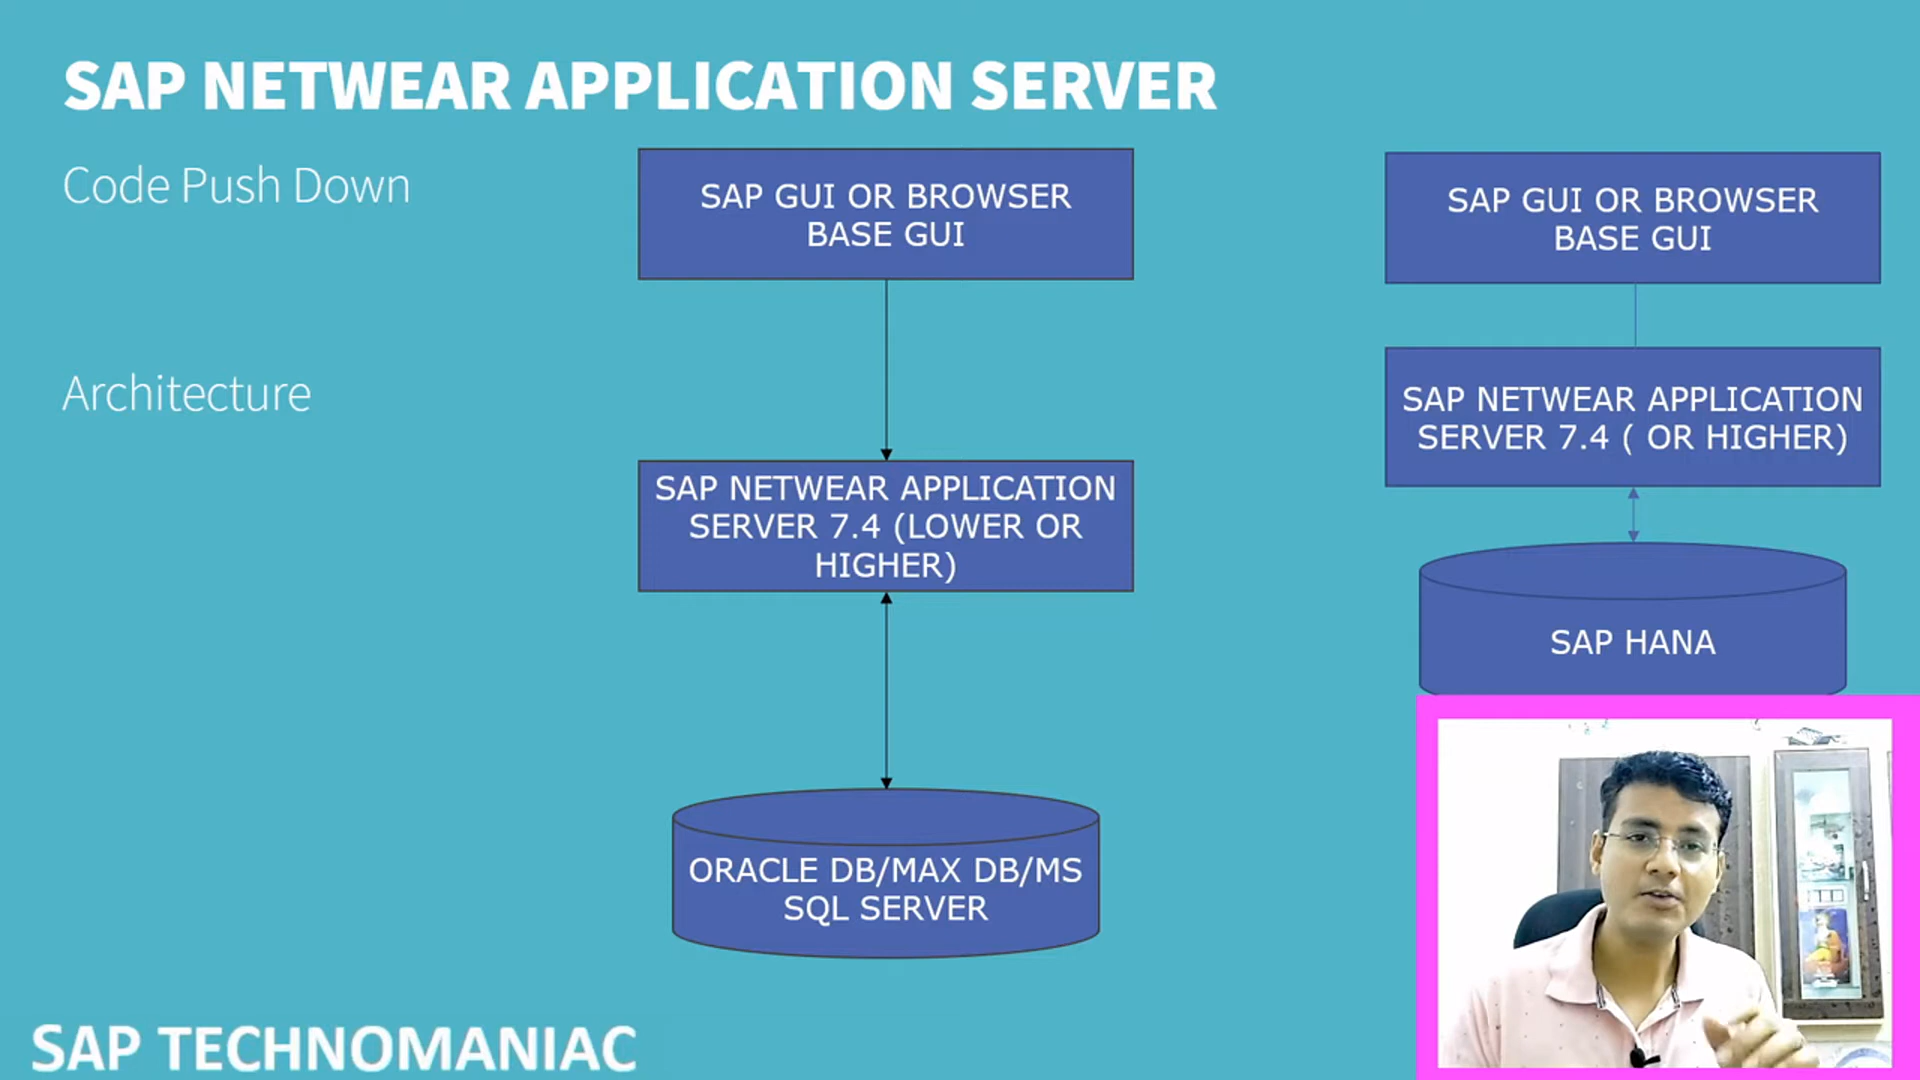 SAP NETWEAR APPLICATION SERVER
Code Push Down
Architecture
SAP GUI OR BROWSER
BASE GUI
SAP NETWEAR APPLICATION
SERVER 7.4 (LOWER OR
HIGHER)
ORACLE DB/MAX DB/MS
SQL SERVER
SAP GUI OR BROWSER
BASE GUI
SAP NETWEAR APPLICATION
SERVER 7.4 ( OR HIGHER)
SAP HANA
SAP TECHNOMANIAC